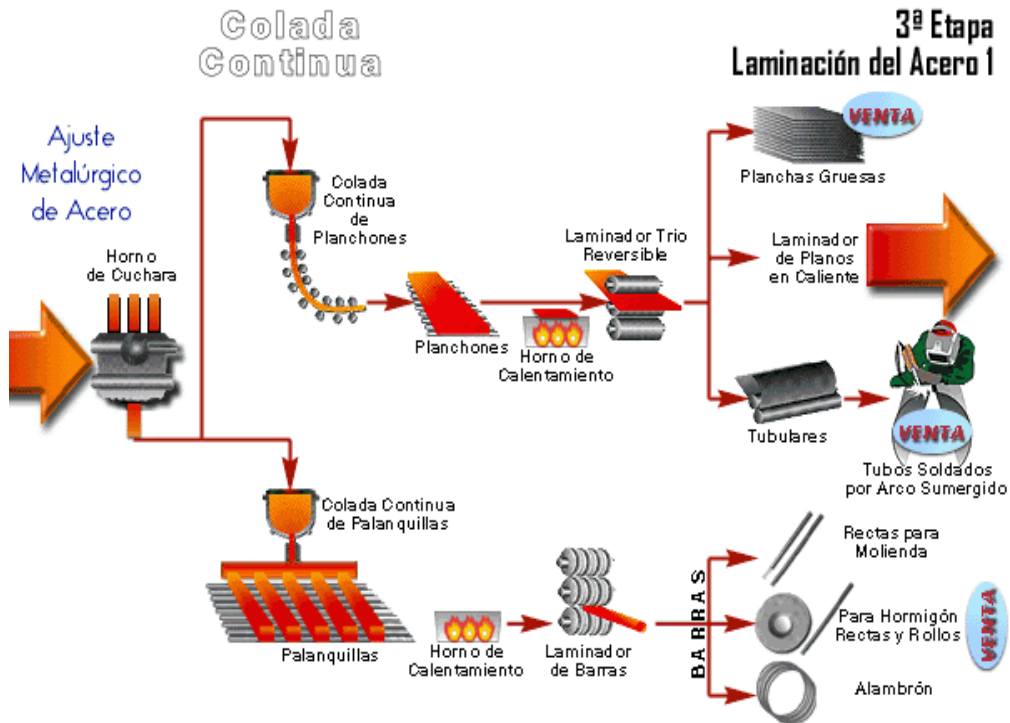 Colada
Continua
3ª Etapa
Laminación del Acero 1
Ajuste
Metalúrgico
de Acero
Horno
de Cuchara
Colada
Continua
de
Planchones
Planchones
Horno de
Calentamiento
Laminador Trio
Reversible
VENTA
Planchas Gruesas
Laminador
de Planos
en Caliente
Tubulares
VENTA
Tubos Soldados
por Arco Sumergido
Colada Continua
de Palanquillas
Palanquillas
Horno de
Calentamiento
Laminador
de Barras
BARRAS
Rectas para
Molienda
Para Hormigón
Rectas y Rollos
VENTA
Alambrón